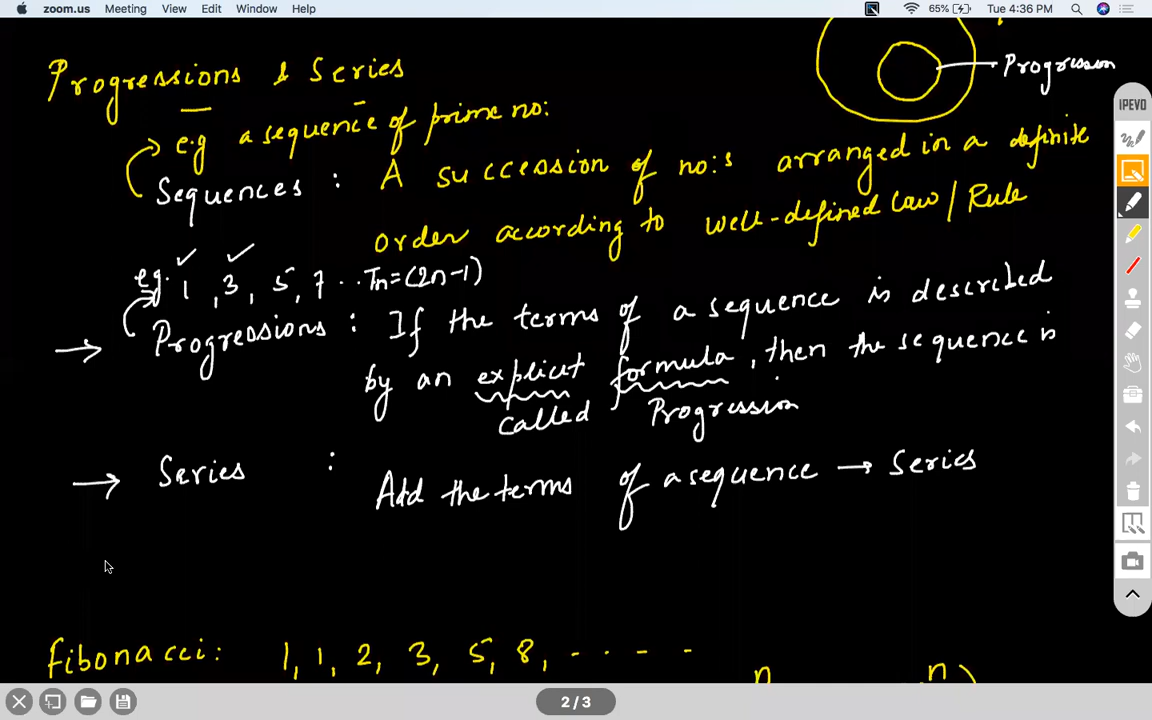 zoom.us Meeting View Edit Window Help 65% Tue 4:36 PM
Progressions & Series
Progression
IPEVO
e.g a sequence of prime no:
Sequences : A succession of no:s arranged in a definite
order according to well-defined Law / Rule
eg. 1, 3, 5, 7 ... Tn=(2n-1)
→ Progressions : If the terms of a sequence is described
by an explicit formula, then the sequence is
called Progression
→ Series : Add the terms of a sequence → Series
fibonacci: 1, 1, 2, 3, 5, 8, - - - -
n n)
2/3